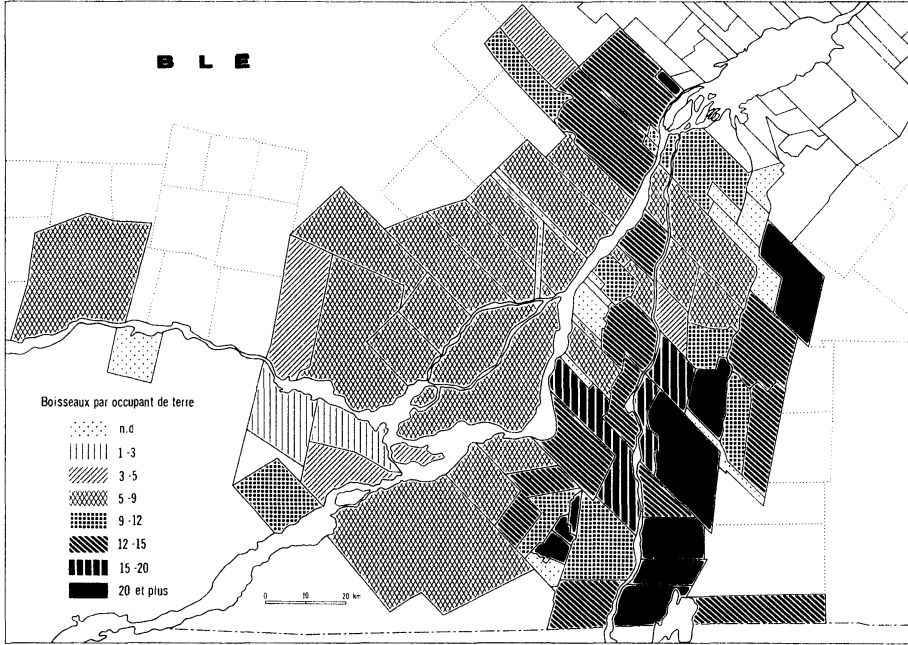 BLÉ
Boisseaux par occupant de terre
n.d
1-3
3-5
5-9
9-12
12-15
15-20
20 et plus
0 10 20 km